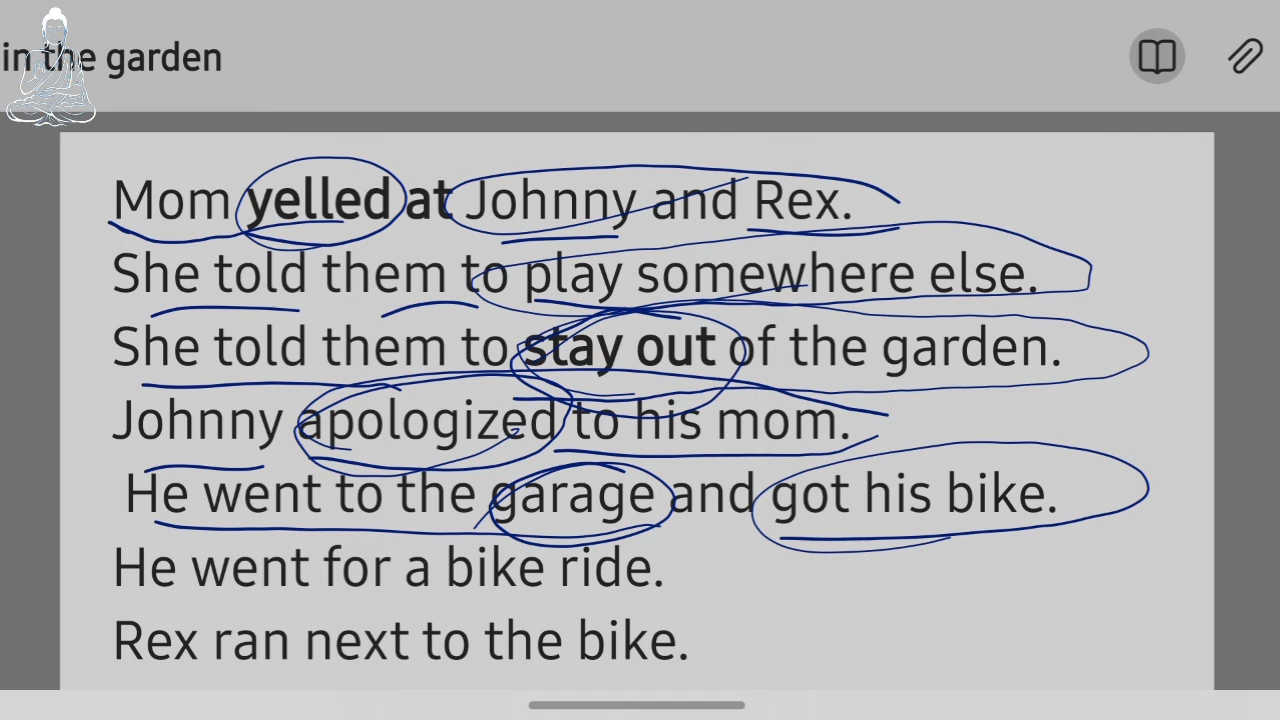 in the garden
Mom yelled at Johnny and Rex.
She told them to play somewhere else.
She told them to stay out of the garden.
Johnny apologized to his mom.
He went to the garage and got his bike.
He went for a bike ride.
Rex ran next to the bike.